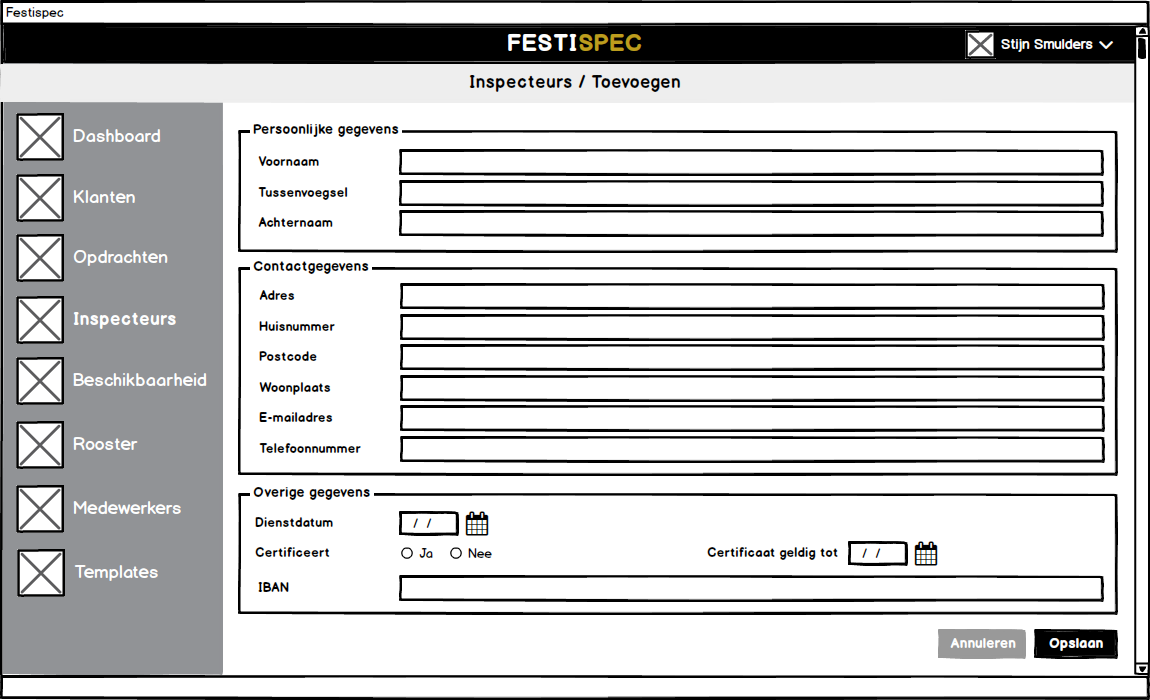 Festispec
FESTISPEC
Stijn Smulders
Inspecteurs / Toevoegen
Dashboard
Klanten
Opdrachten
Inspecteurs
Beschikbaarheid
Rooster
Medewerkers
Templates
Persoonlijke gegevens
Voornaam
Tussenvoegsel
Achternaam
Contactgegevens
Adres
Huisnummer
Postcode
Woonplaats
E-mailadres
Telefoonnummer
Overige gegevens
Dienstdatum / /
Certificeert Ja Nee Certificaat geldig tot / /
IBAN
Annuleren Opslaan